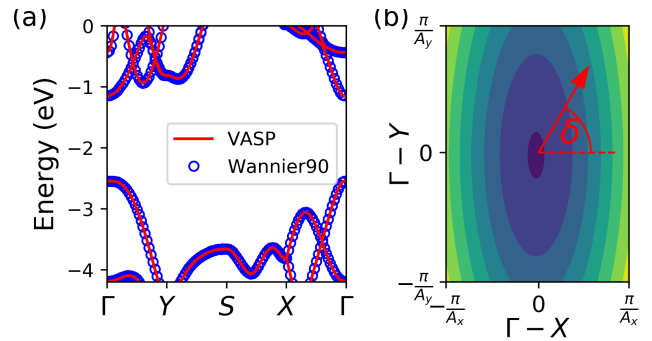 (a)
Energy (eV)
0
−1
−2
−3
−4
VASP
Wannier90
Γ Y S X Γ
(b)
Γ − Y
π/A_y
0
−π/A_y
δ
−π/A_x 0 π/A_x
Γ − X